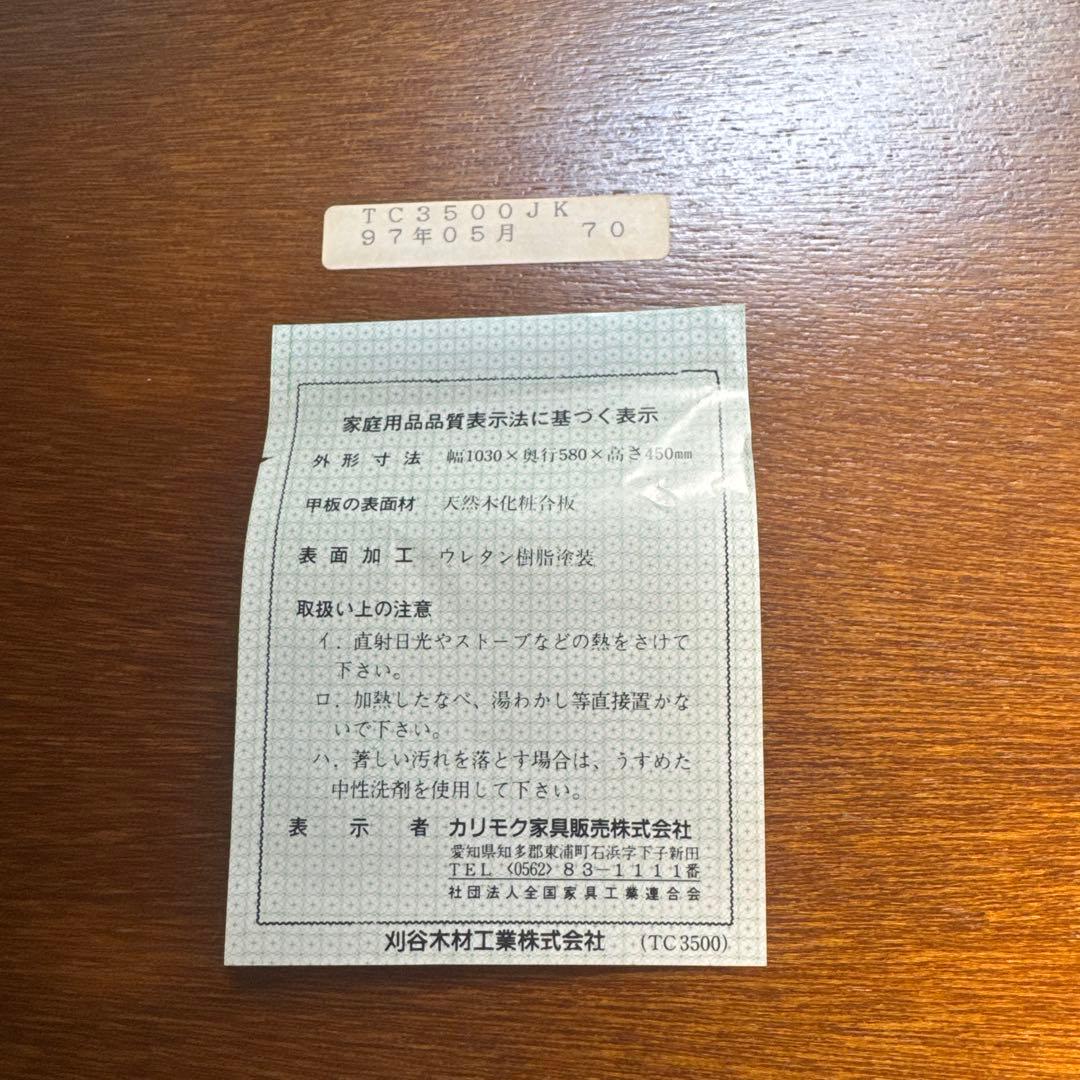 TC3500JK
97年05月 70
家庭用品品質表示法に基づく表示
外形寸法 幅1030×奥行580×高さ450mm
甲板の表面材 天然木化粧合板
表面加工 ウレタン樹脂塗装
取扱い上の注意
イ．直射日光やストーブなどの熱をさけて
下さい。
ロ．加熱したなべ、湯わかし等直接置かな
いで下さい。
ハ．著しい汚れを落とす場合は、うすめた
中性洗剤を使用して下さい。
表示者 カリモク家具販売株式会社
愛知県知多郡東浦町石浜字下子新田
TEL〈0562〉83－1111番
社団法人全国家具工業連合会
刈谷木材工業株式会社 (TC3500)